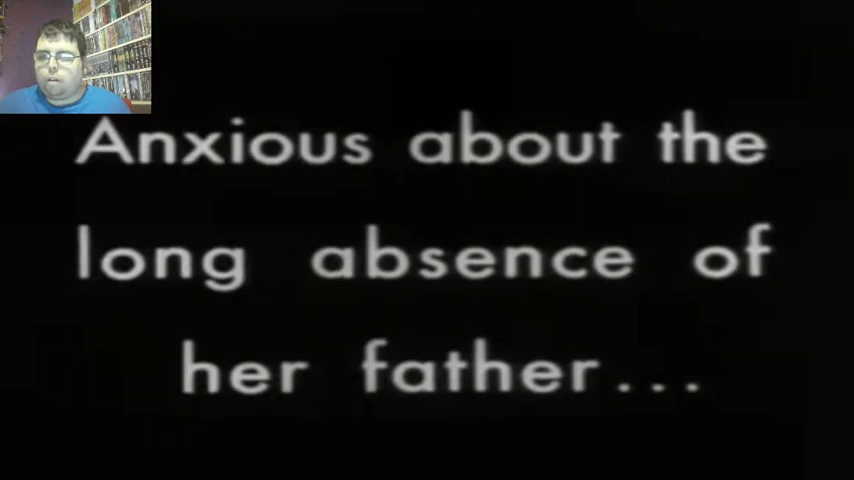 Anxious about the
long absence of
her father...